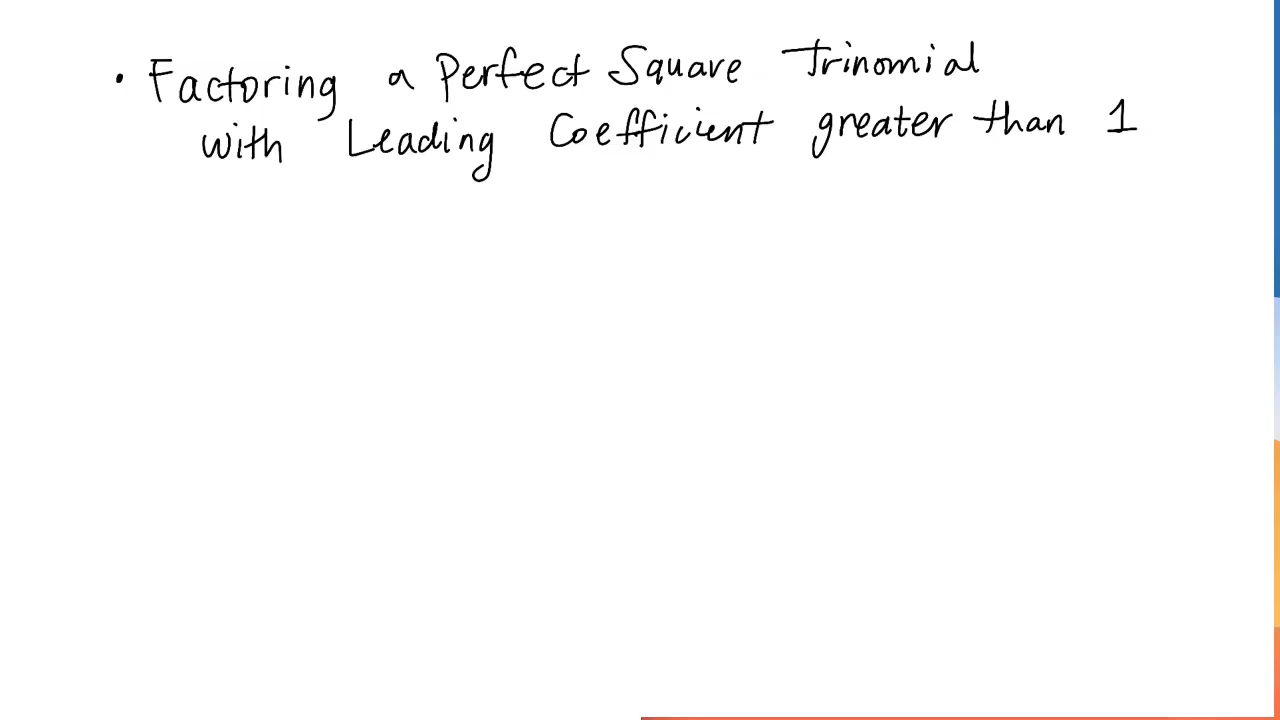 • Factoring a Perfect Square Trinomial
with Leading Coefficient greater than 1